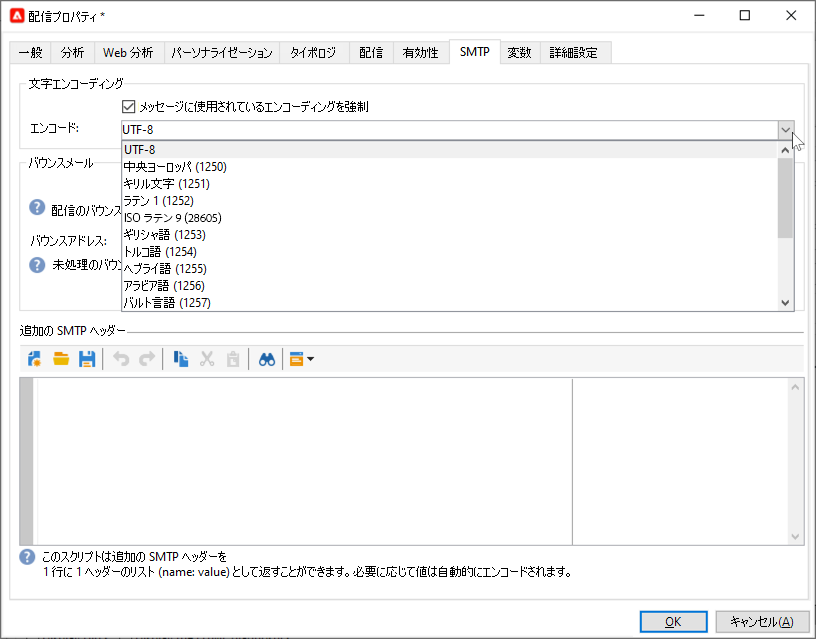 配信プロパティ *
一般 分析 Web 分析 パーソナライゼーション タイポロジ 配信 有効性 SMTP 変数 詳細設定
文字エンコーディング
メッセージに使用されているエンコーディングを強制
エンコード: UTF-8
UTF-8
中央ヨーロッパ (1250)
キリル文字 (1251)
ラテン 1 (1252)
ISO ラテン 9 (28605)
ギリシャ語 (1253)
トルコ語 (1254)
ヘブライ語 (1255)
アラビア語 (1256)
バルト言語 (1257)
バウンスメール
配信のバウンス
バウンスアドレス:
未処理のバウン
追加の SMTP ヘッダー
このスクリプトは追加の SMTP ヘッダーを
1 行に 1 ヘッダーのリスト (name: value) として返すことができます。必要に応じて値は自動的にエンコードされます。
OK キャンセル(A)